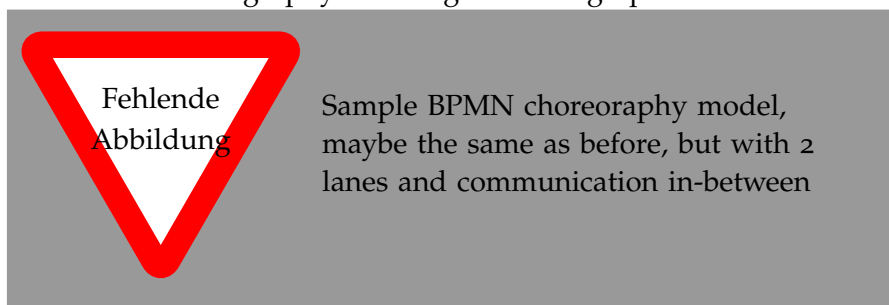 Fehlende
Abbildung
Sample BPMN choreoraphy model,
maybe the same as before, but with 2
lanes and communication in-between